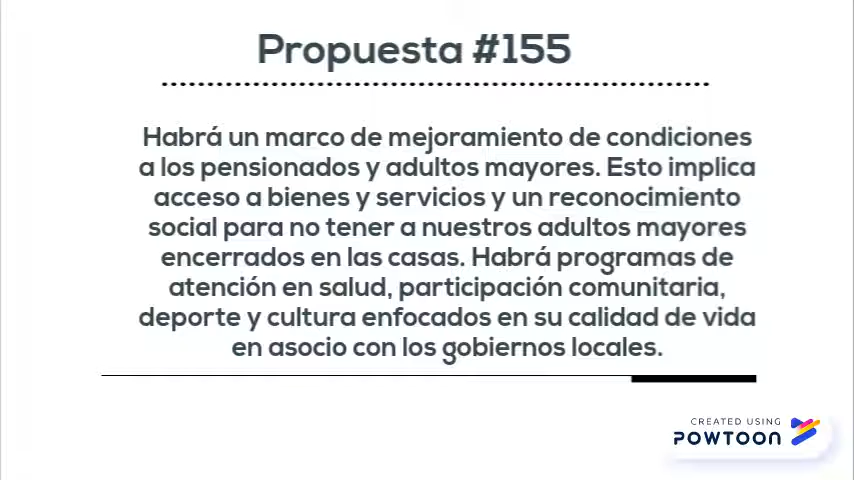 Propuesta #155
Habrá un marco de mejoramiento de condiciones
a los pensionados y adultos mayores. Esto implica
acceso a bienes y servicios y un reconocimiento
social para no tener a nuestros adultos mayores
encerrados en las casas. Habrá programas de
atención en salud, participación comunitaria,
deporte y cultura enfocados en su calidad de vida
en asocio con los gobiernos locales.
CREATED USING
POWTOON